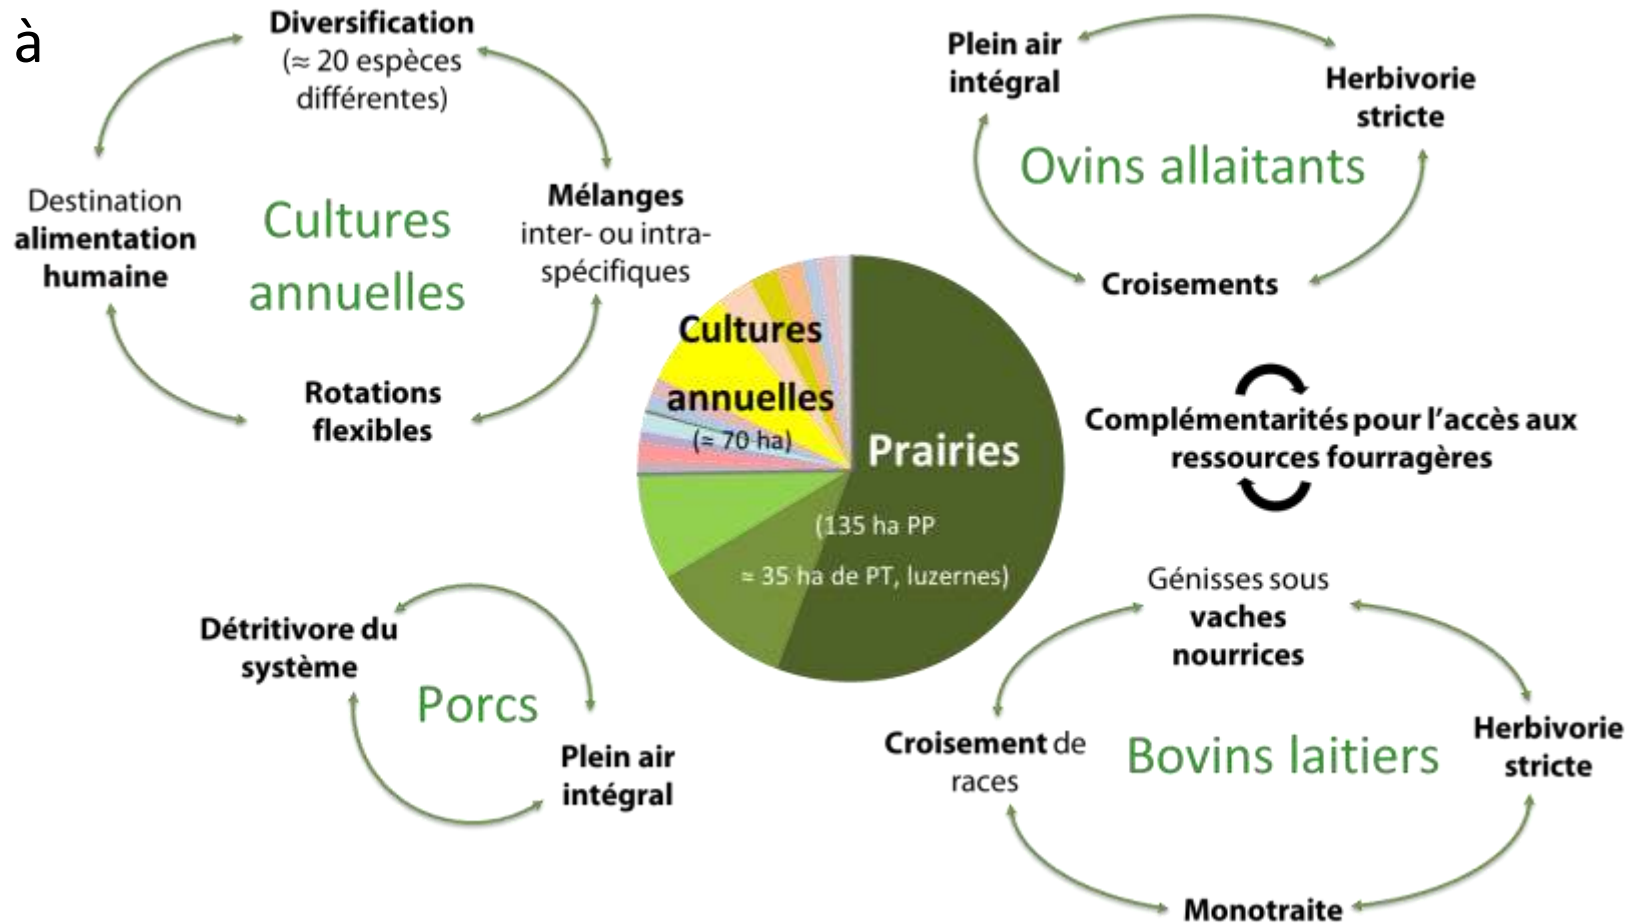 à
Diversification
(≈ 20 espèces
différentes)
Destination
alimentation
humaine
Cultures
annuelles
Mélanges
inter- ou intra-
spécifiques
Rotations
flexibles
Plein air
intégral
Herbivorie
stricte
Ovins allaitants
Croisements
Cultures
annuelles
(≈ 70 ha)
Prairies
(135 ha PP
≈ 35 ha de PT, luzernes)
Complémentarités pour l’accès aux
ressources fourragères
Détritivore du
système
Porcs
Plein air
intégral
Génisses sous
vaches
nourrices
Croisement de
races
Bovins laitiers
Herbivorie
stricte
Monotraite